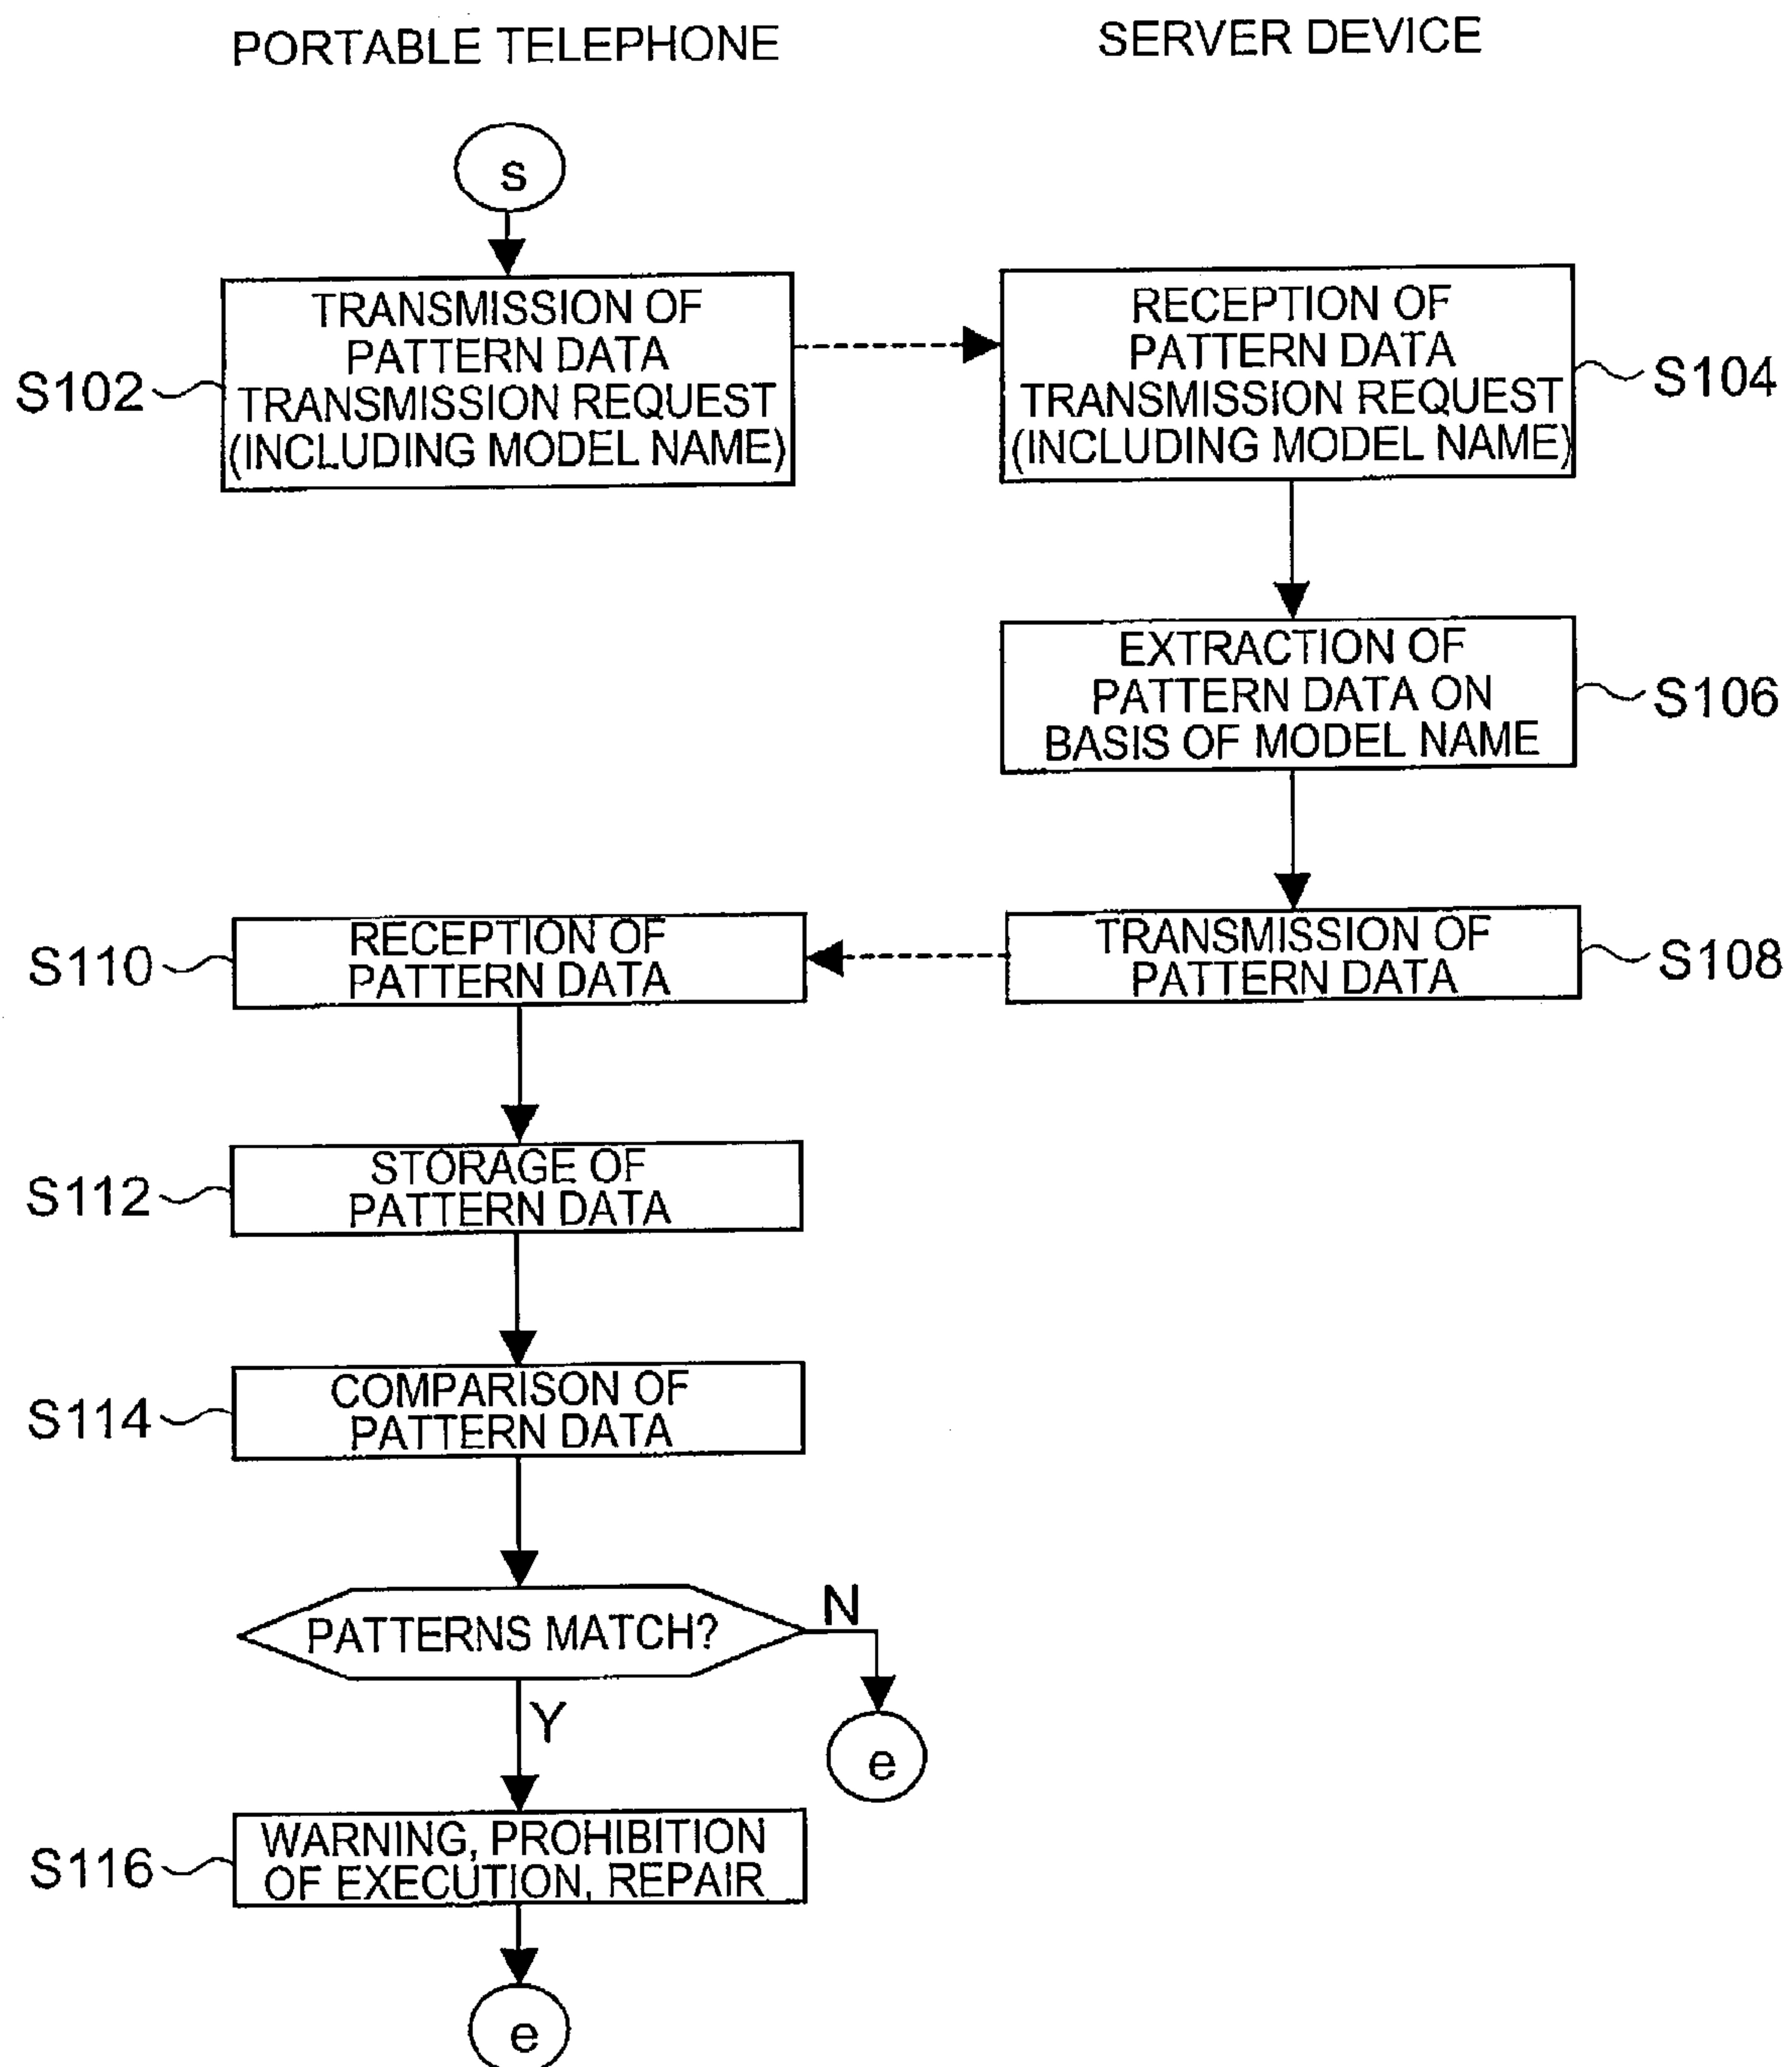 PORTABLE TELEPHONE
SERVER DEVICE
s
S102
TRANSMISSION OF
PATTERN DATA
TRANSMISSION REQUEST
(INCLUDING MODEL NAME)
RECEPTION OF
PATTERN DATA
TRANSMISSION REQUEST
(INCLUDING MODEL NAME)
S104
EXTRACTION OF
PATTERN DATA ON
BASIS OF MODEL NAME
S106
TRANSMISSION OF
PATTERN DATA
S108
S110
RECEPTION OF
PATTERN DATA
S112
STORAGE OF
PATTERN DATA
S114
COMPARISON OF
PATTERN DATA
PATTERNS MATCH?
N
e
Y
S116
WARNING, PROHIBITION
OF EXECUTION, REPAIR
e